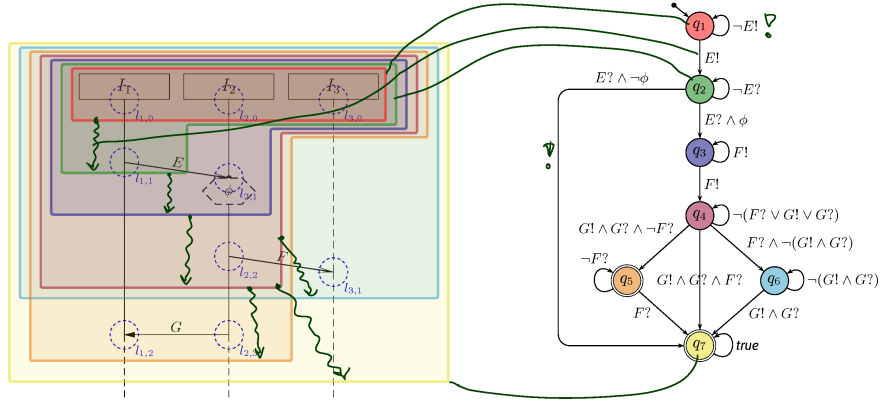 I₁ I₂ I₃
l₁,₀ l₂,₀ l₃,₀
E
l₁,₁ l₂,₁
ϕ
F
l₂,₂ l₃,₁
G
l₁,₂ l₂,₃
q₁ ¬E! !
E!
E? ∧ ¬ϕ
q₂ ¬E?
E? ∧ ϕ
!
q₃ F!
F!
q₄ ¬(F? ∨ G! ∨ G?)
G! ∧ G? ∧ ¬F?
F? ∧ ¬(G! ∧ G?)
¬F?
q₅ G! ∧ G? ∧ F? q₆ ¬(G! ∧ G?)
F? G! ∧ G?
q₇ true